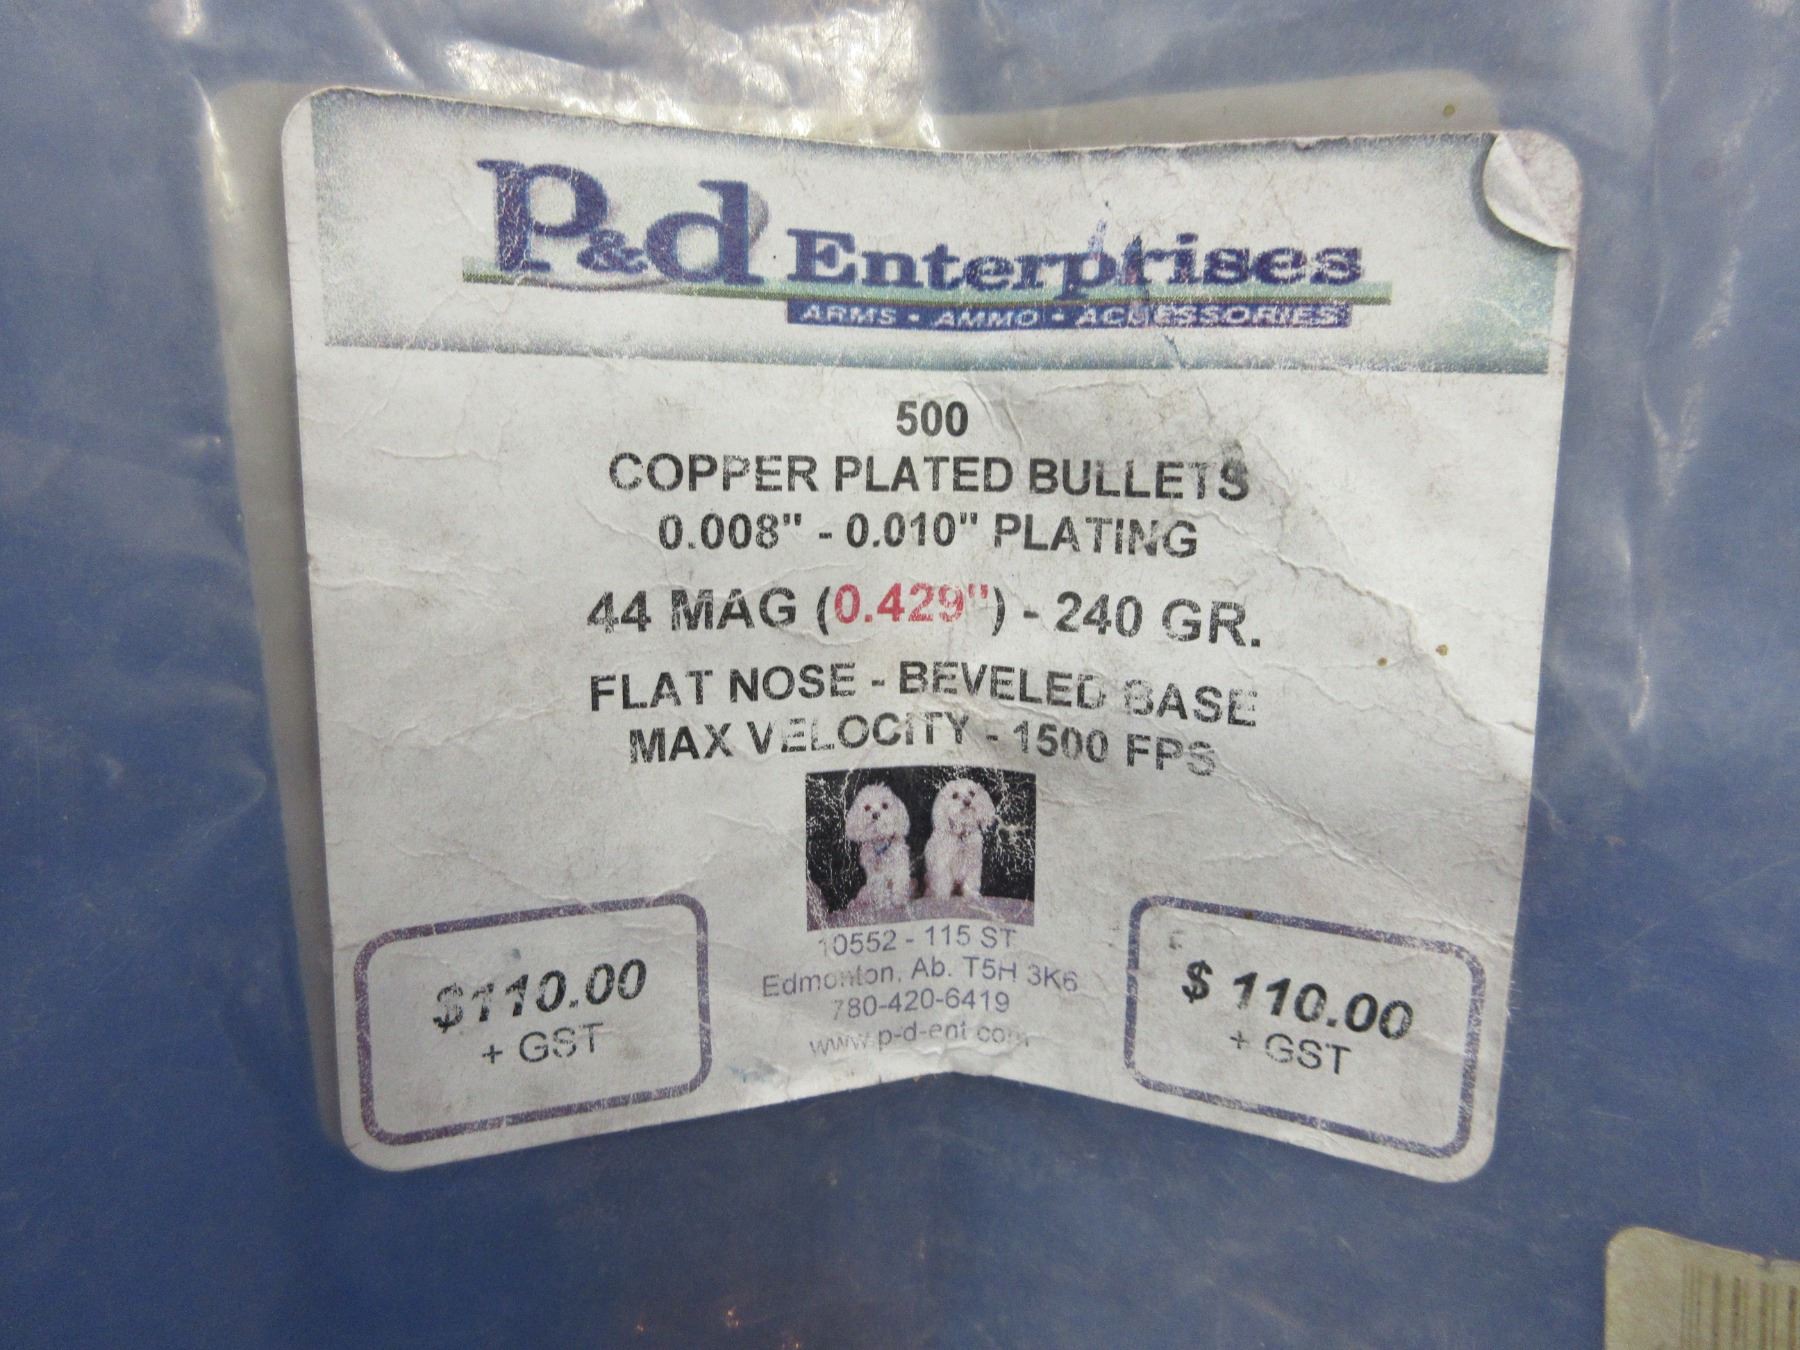 P&d Enterprises
ARMS • AMMO • ACCESSORIES
500
COPPER PLATED BULLETS
0.008" - 0.010" PLATING
44 MAG (0.429") - 240 GR.
FLAT NOSE - BEVELED BASE
MAX VELOCITY - 1500 FPS
10552 - 115 ST
Edmonton, Ab. T5H 3K6
780-420-6419
www.p-d-ent.com
$110.00
+ GST
$ 110.00
+ GST